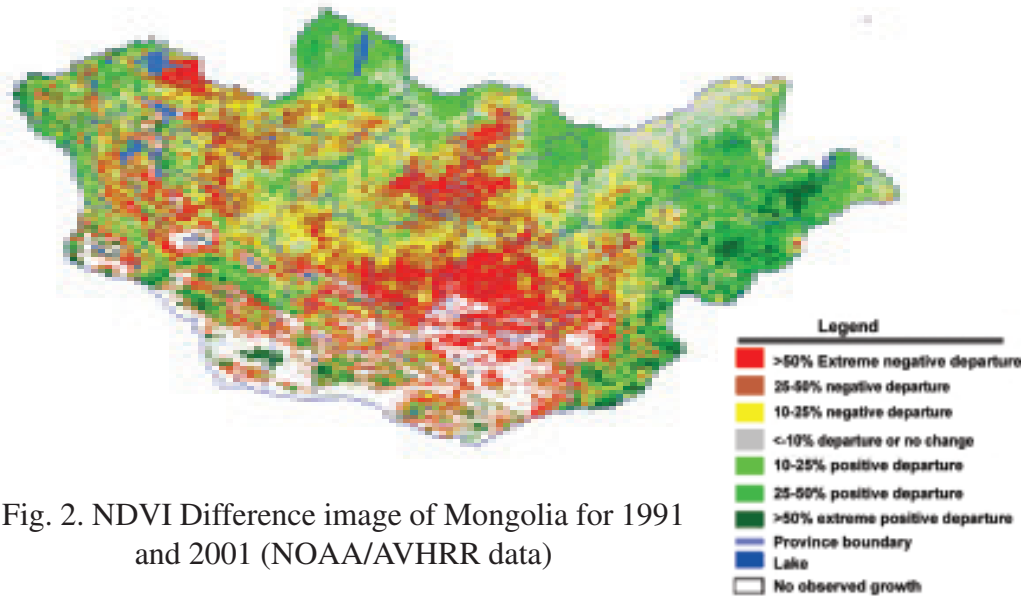 Legend
>50% Extreme negative departure
25-50% negative departure
10-25% negative departure
<-10% departure or no change
10-25% positive departure
25-50% positive departure
>50% extreme positive departure
Province boundary
Lake
No observed growth
Fig. 2. NDVI Difference image of Mongolia for 1991
and 2001 (NOAA/AVHRR data)